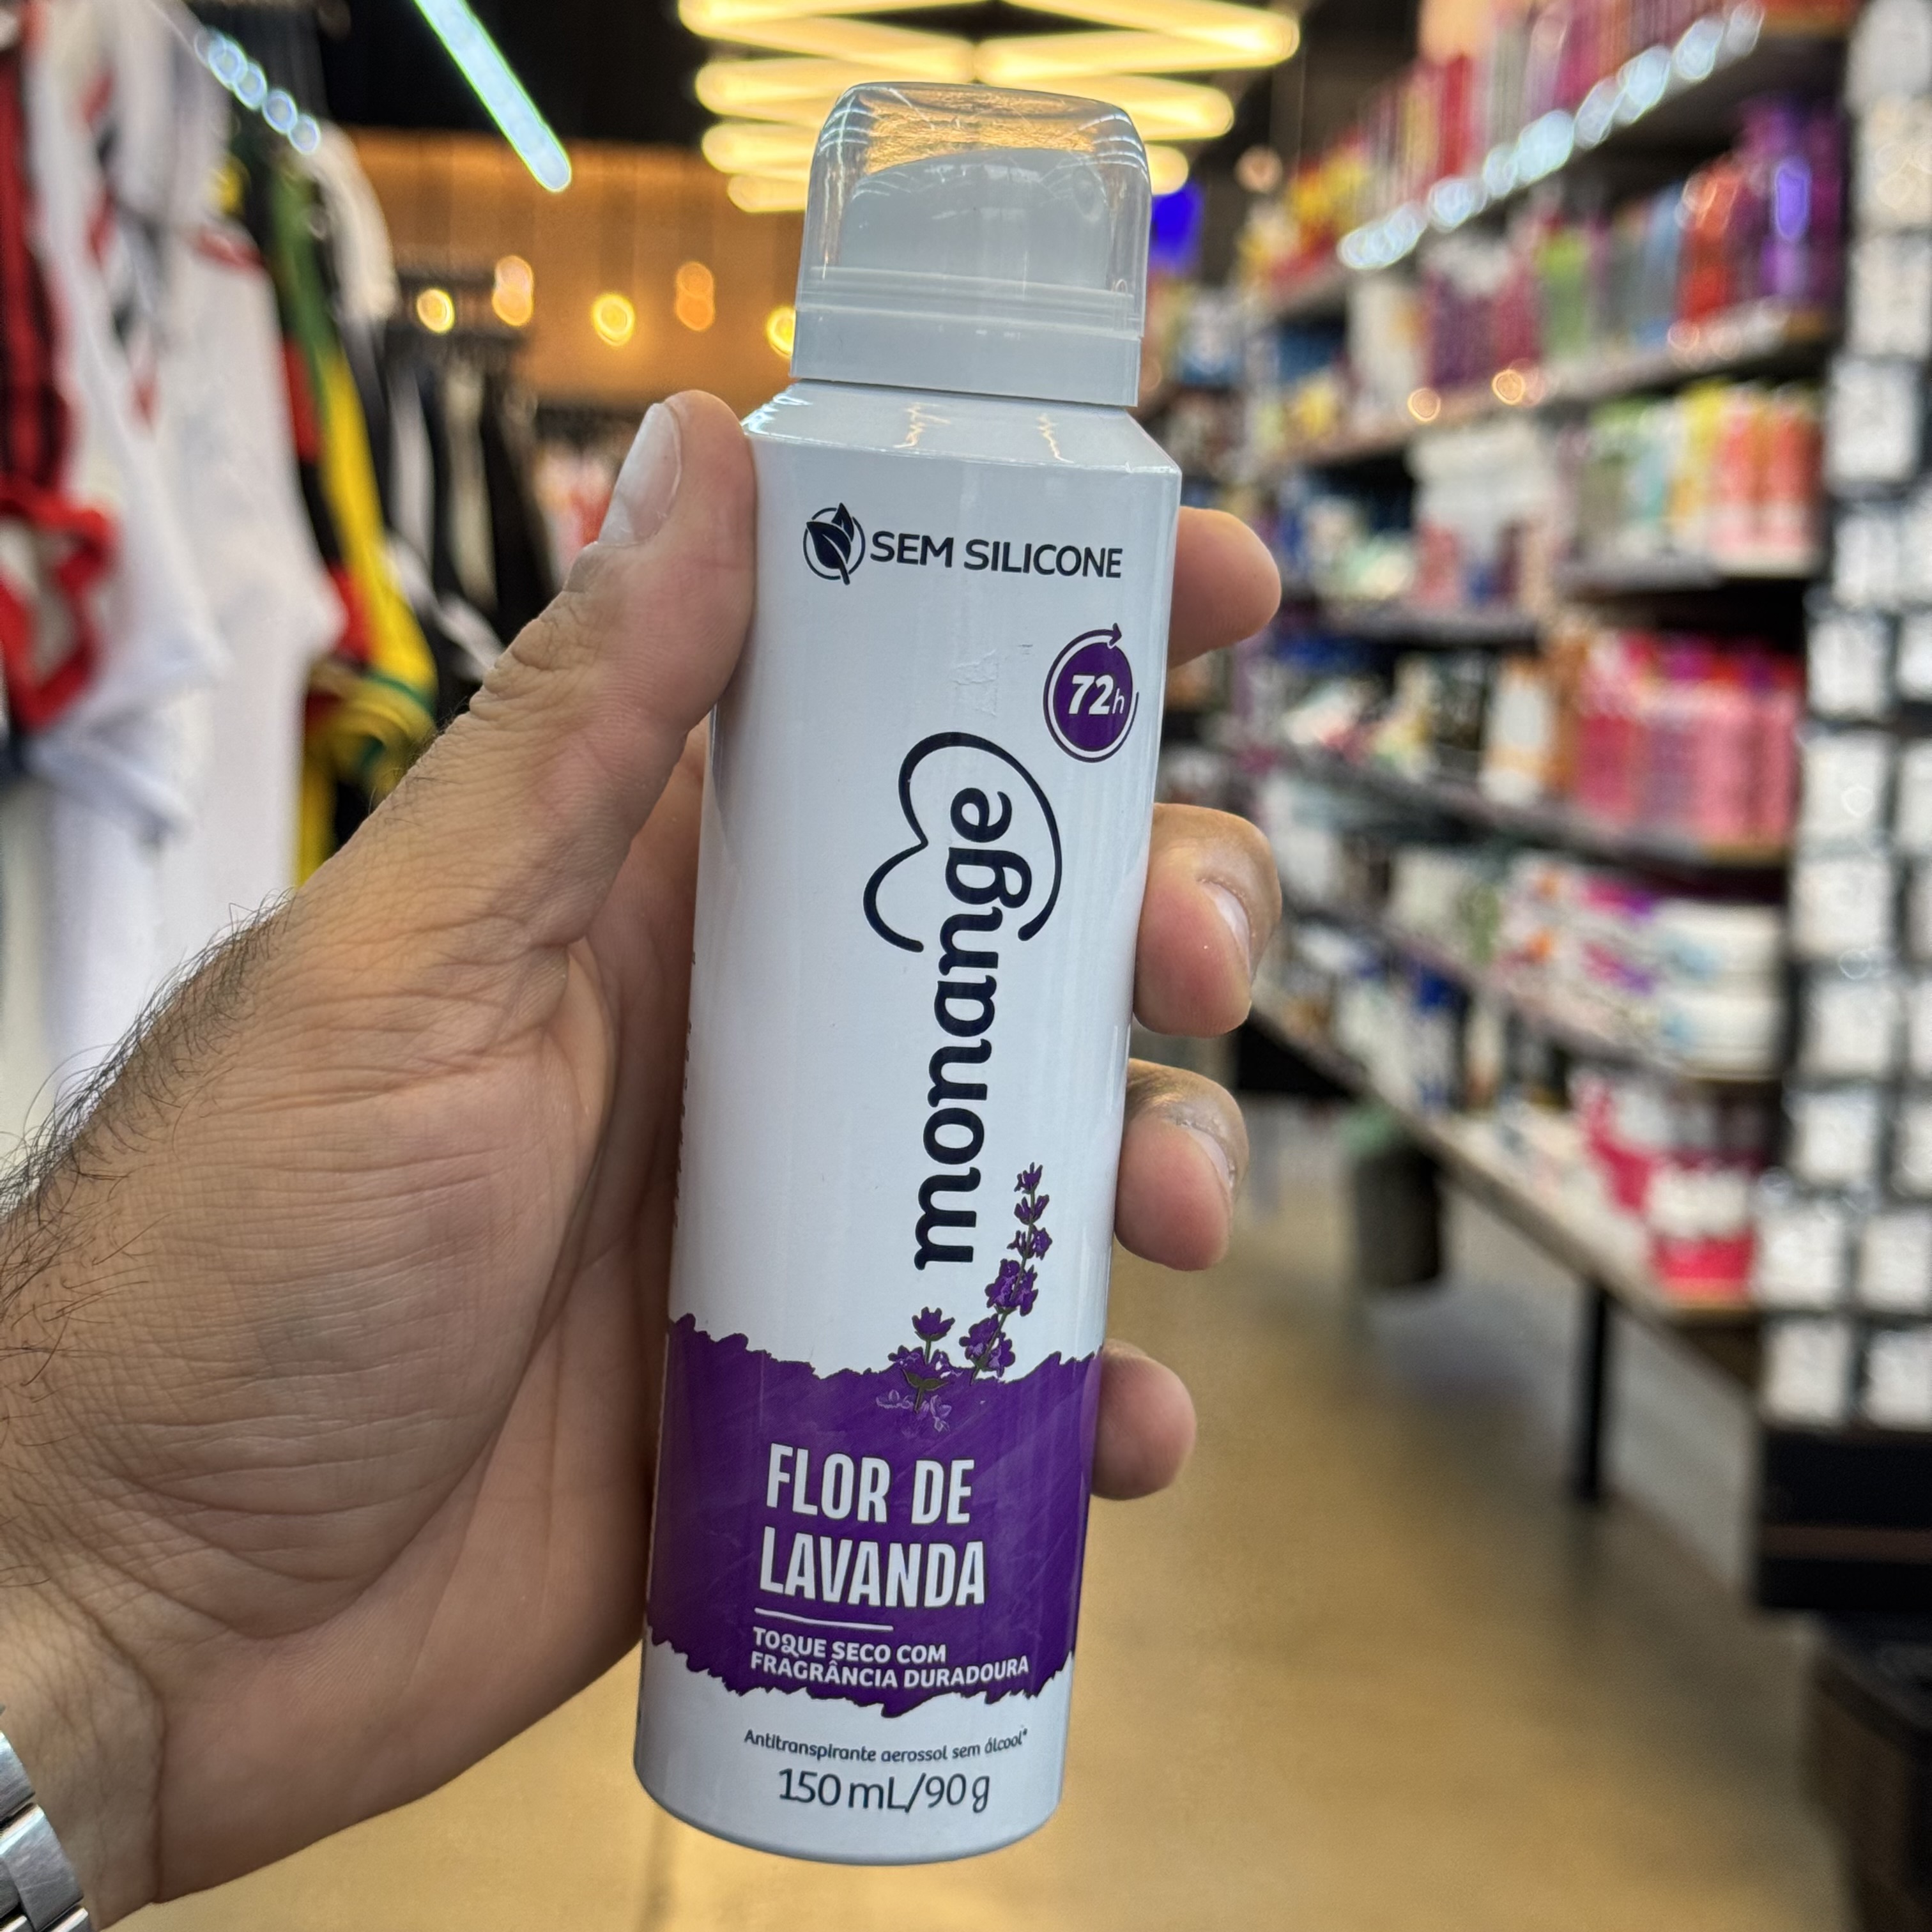 SEM SILICONE
72h
monange
FLOR DE
LAVANDA
TOQUE SECO COM
FRAGRÂNCIA DURADOURA
Antitranspirante aerossol sem álcool*
150 mL/90g